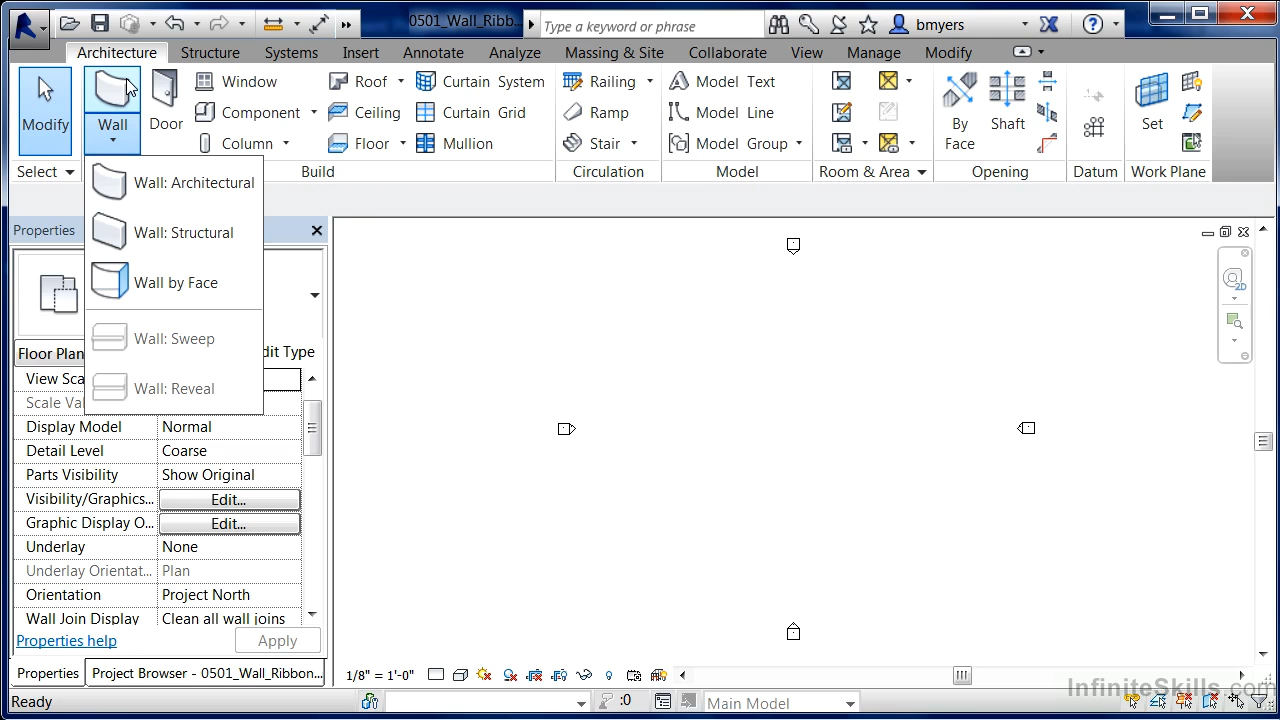 0501_Wall_Ribb...
Type a keyword or phrase
bmyers
Architecture Structure Systems Insert Annotate Analyze Massing & Site Collaborate View Manage Modify
Modify
Wall
Door
Window
Component
Column
Roof
Ceiling
Floor
Curtain System
Curtain Grid
Mullion
Railing
Ramp
Stair
Model Text
Model Line
Model Group
By
Face
Shaft
Set
Select
Build
Circulation
Model
Room & Area
Opening
Datum
Work Plane
Wall: Architectural
Wall: Structural
Wall by Face
Wall: Sweep
Wall: Reveal
Properties
Floor Plan
dit Type
View Sca
Scale Val
Display Model Normal
Detail Level Coarse
Parts Visibility Show Original
Visibility/Graphics... Edit...
Graphic Display O... Edit...
Underlay None
Underlay Orientat... Plan
Orientation Project North
Wall Join Display Clean all wall joins
Properties help
Apply
Properties
Project Browser - 0501_Wall_Ribbon...
1/8" = 1'-0"
2D
Ready
:0
Main Model
InfiniteSkills.com